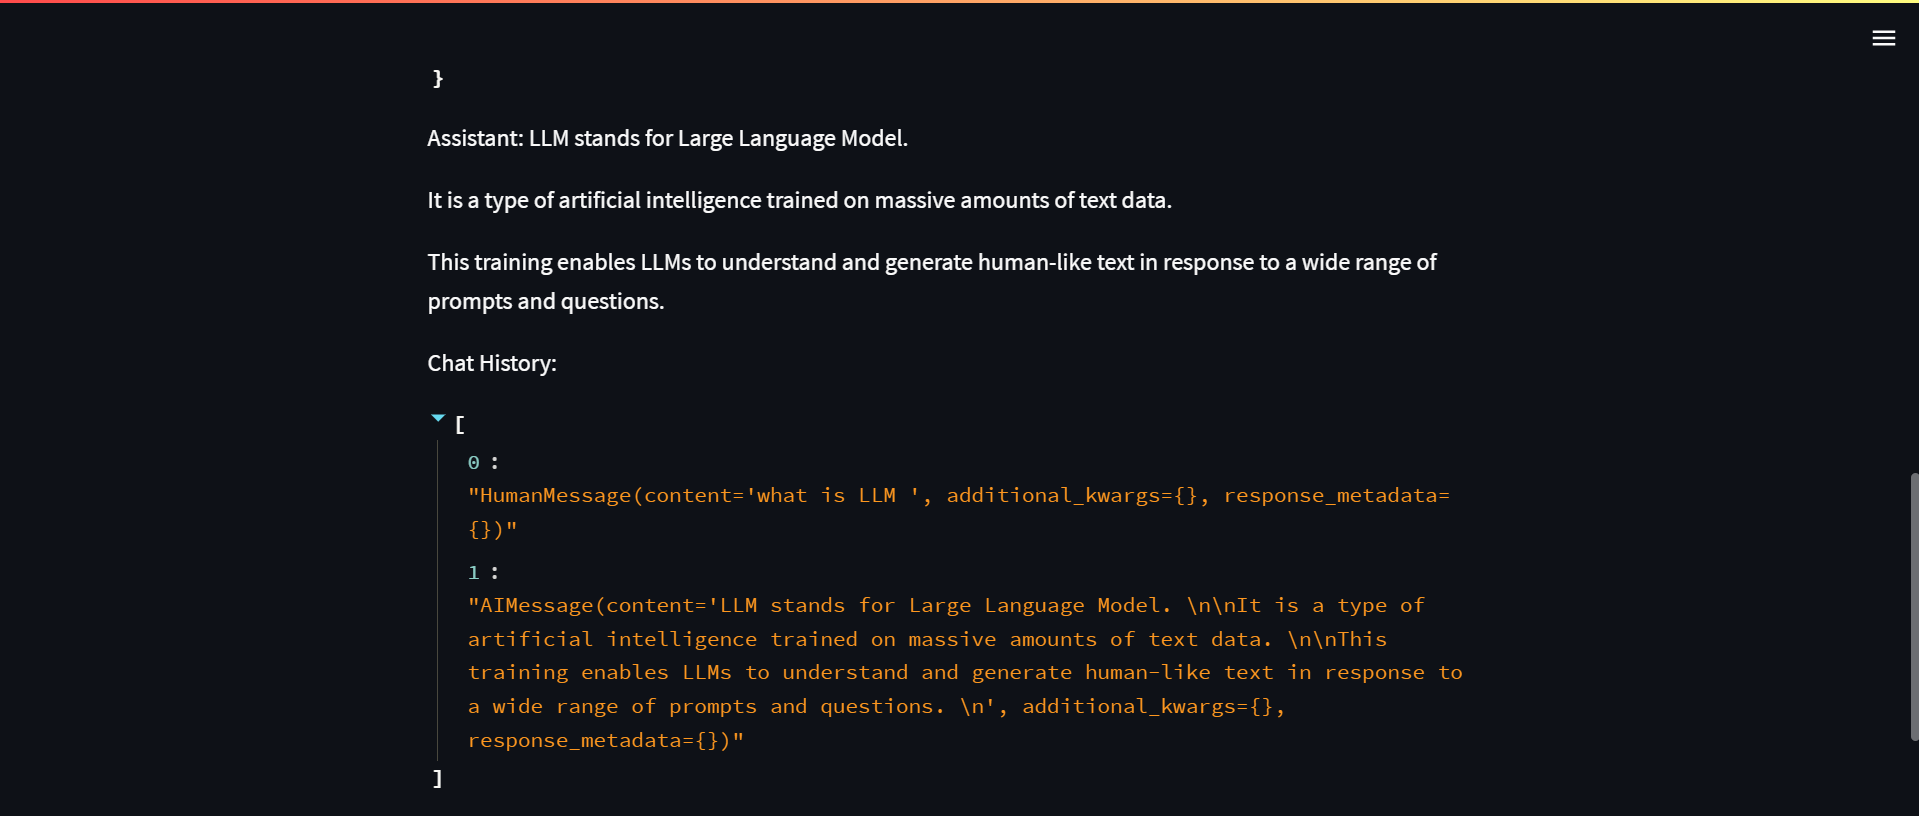 }
Assistant: LLM stands for Large Language Model.
It is a type of artificial intelligence trained on massive amounts of text data.
This training enables LLMs to understand and generate human-like text in response to a wide range of
prompts and questions.
Chat History:
[
0 :
"HumanMessage(content='what is LLM ', additional_kwargs={}, response_metadata=
{})"
1 :
"AIMessage(content='LLM stands for Large Language Model. \n\nIt is a type of
artificial intelligence trained on massive amounts of text data. \n\nThis
training enables LLMs to understand and generate human-like text in response to
a wide range of prompts and questions. \n', additional_kwargs={},
response_metadata={})"
]